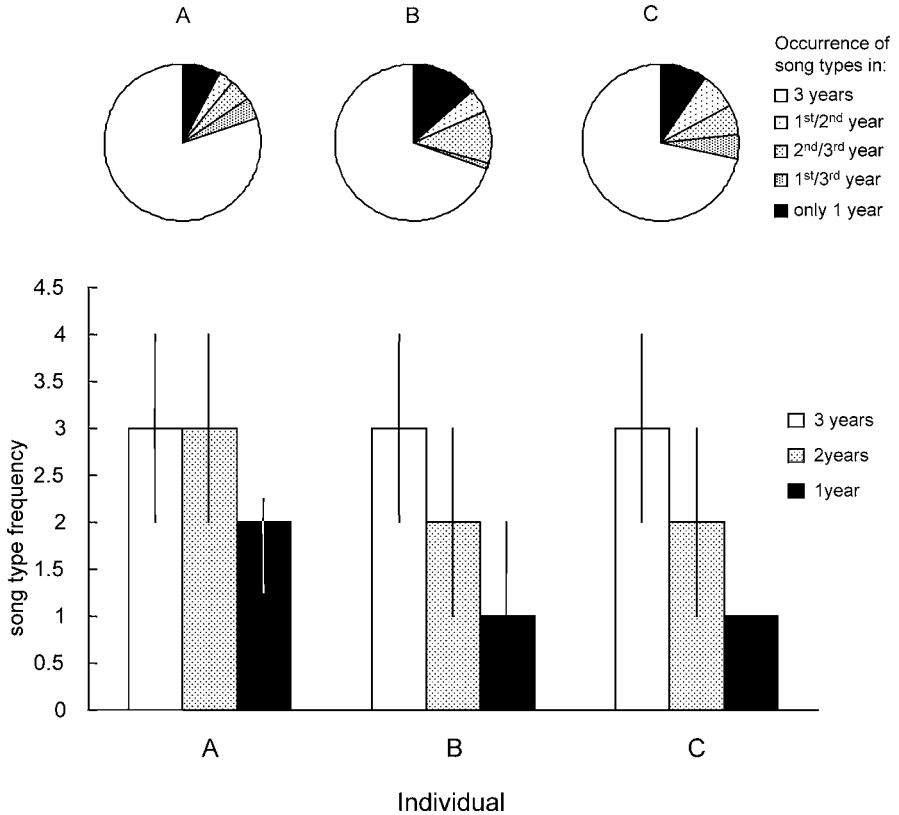 A
B
C
Occurrence of
song types in:
3 years
1st/2nd year
2nd/3rd year
1st/3rd year
only 1 year
4.5
4
3.5
3
2.5
2
1.5
1
0.5
0
song type frequency
3 years
2years
1year
A
B
C
Individual